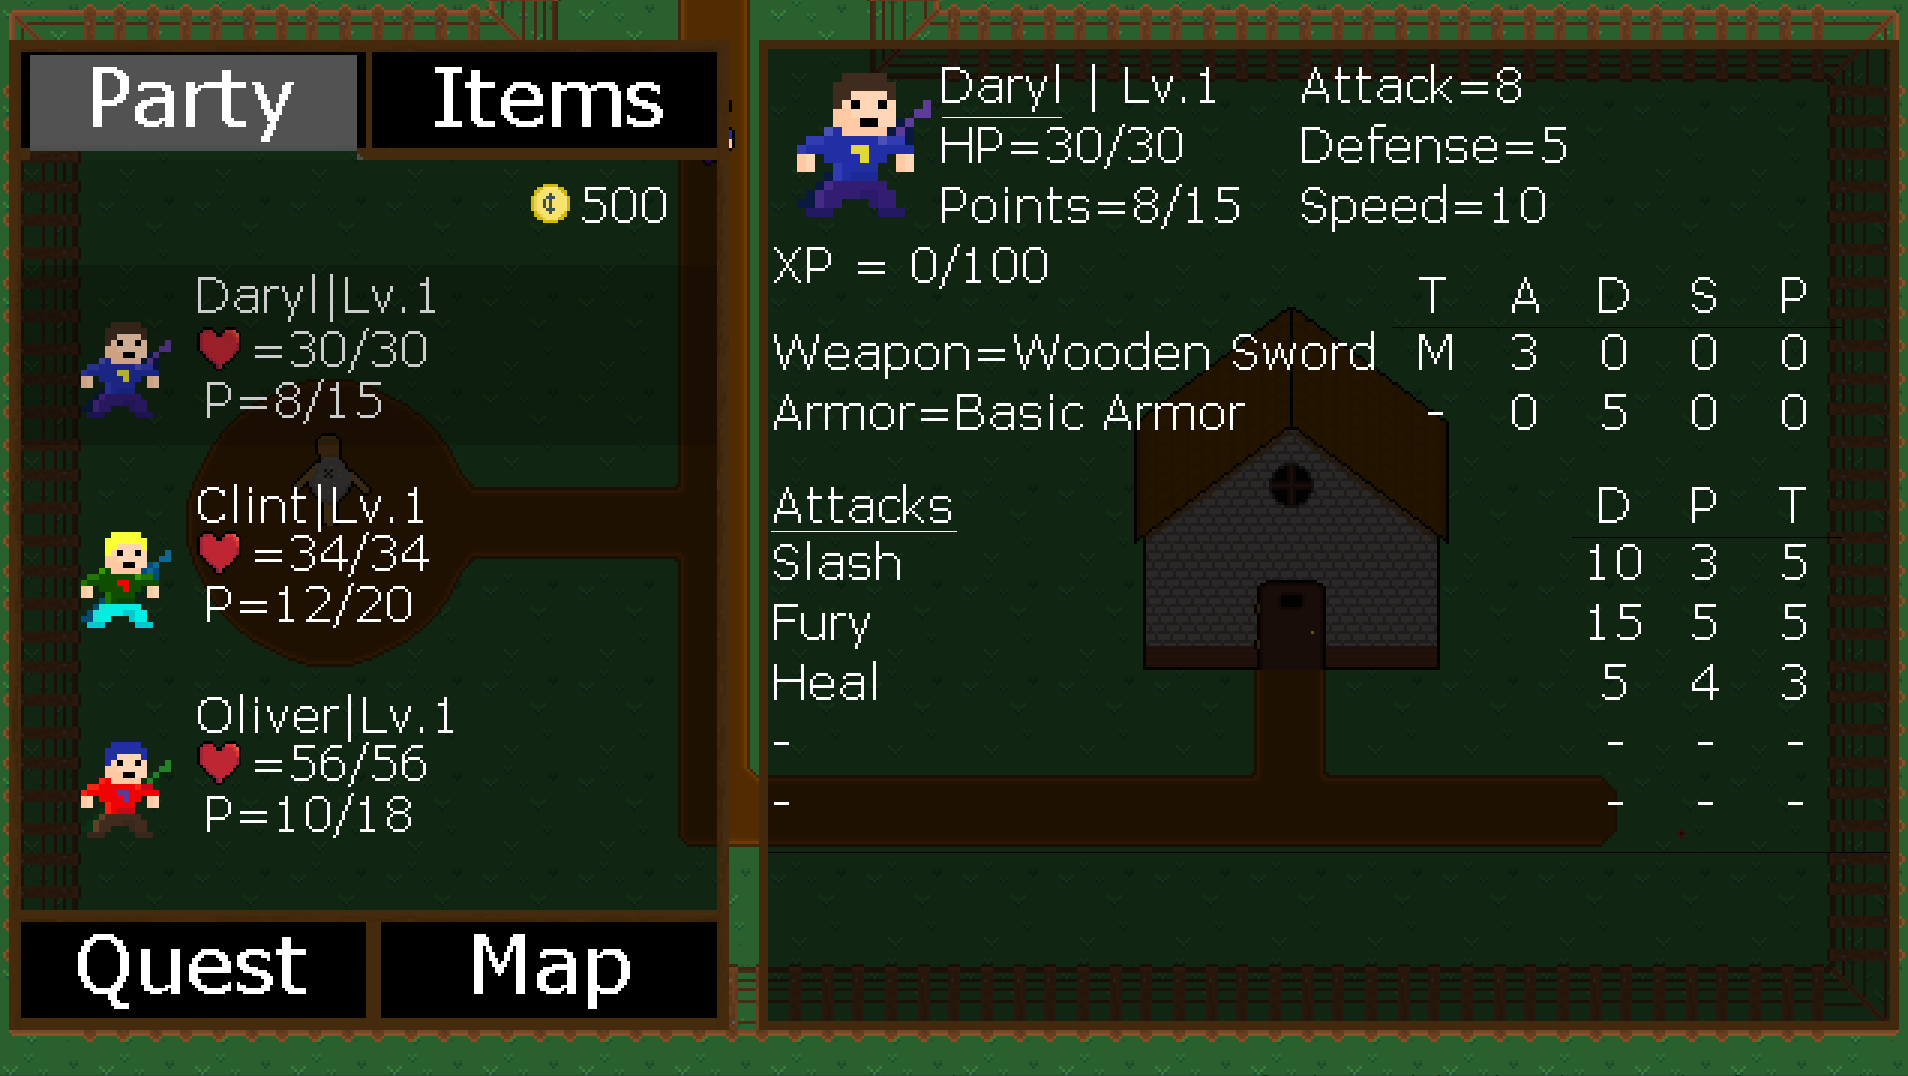 Party Items
¢ 500
Daryl||Lv.1
=30/30
P=8/15
Clint|Lv.1
=34/34
P=12/20
Oliver|Lv.1
=56/56
P=10/18
Quest Map
Daryl | Lv.1 Attack=8
HP=30/30 Defense=5
Points=8/15 Speed=10
XP = 0/100
T A D S P
Weapon=Wooden Sword M 3 0 0 0
Armor=Basic Armor - 0 5 0 0
Attacks D P T
Slash 10 3 5
Fury 15 5 5
Heal 5 4 3
- - - -
- - - -